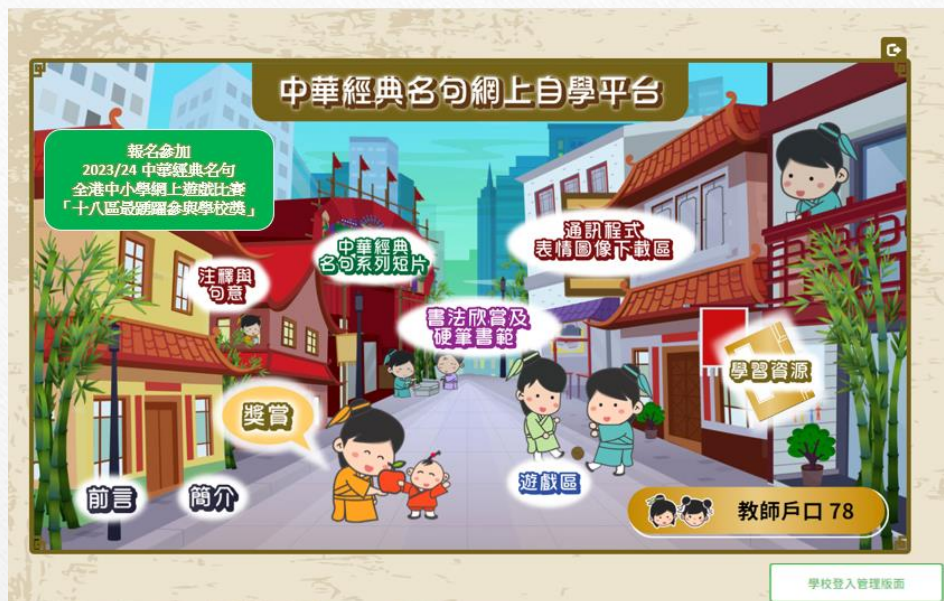 中華經典名句網上自學平台
報名參加
2023/24 中華經典名句
全港中小學網上遊戲比賽
「十八區最踴躍參與學校獎」
通訊程式
表情圖像下載區
中華經典
名句系列短片
注釋與
句意
書法欣賞及
硬筆書範
學習資源
獎賞
遊戲區
前言
簡介
教師戶口 78
學校登入管理版面